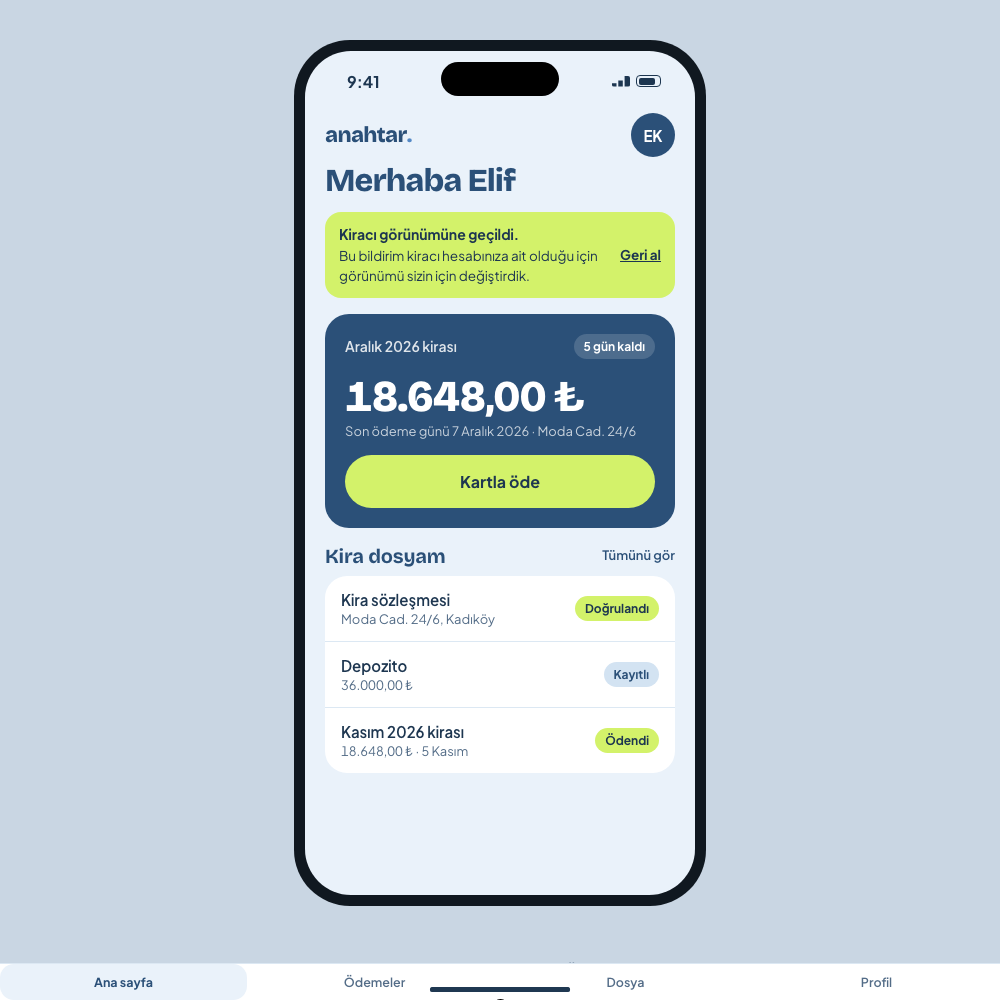 9:41
anahtar.
EK
Merhaba Elif
Kiracı görünümüne geçildi.
Bu bildirim kiracı hesabınıza ait olduğu için
görünümü sizin için değiştirdik.
Geri al
Aralık 2026 kirası
5 gün kaldı
18.648,00 ₺
Son ödeme günü 7 Aralık 2026 · Moda Cad. 24/6
Kartla öde
Kira dosyam
Tümünü gör
Kira sözleşmesi
Moda Cad. 24/6, Kadıköy
Doğrulandı
Depozito
36.000,00 ₺
Kayıtlı
Kasım 2026 kirası
18.648,00 ₺ · 5 Kasım
Ödendi
Ana sayfa
Ödemeler
Dosya
Profil